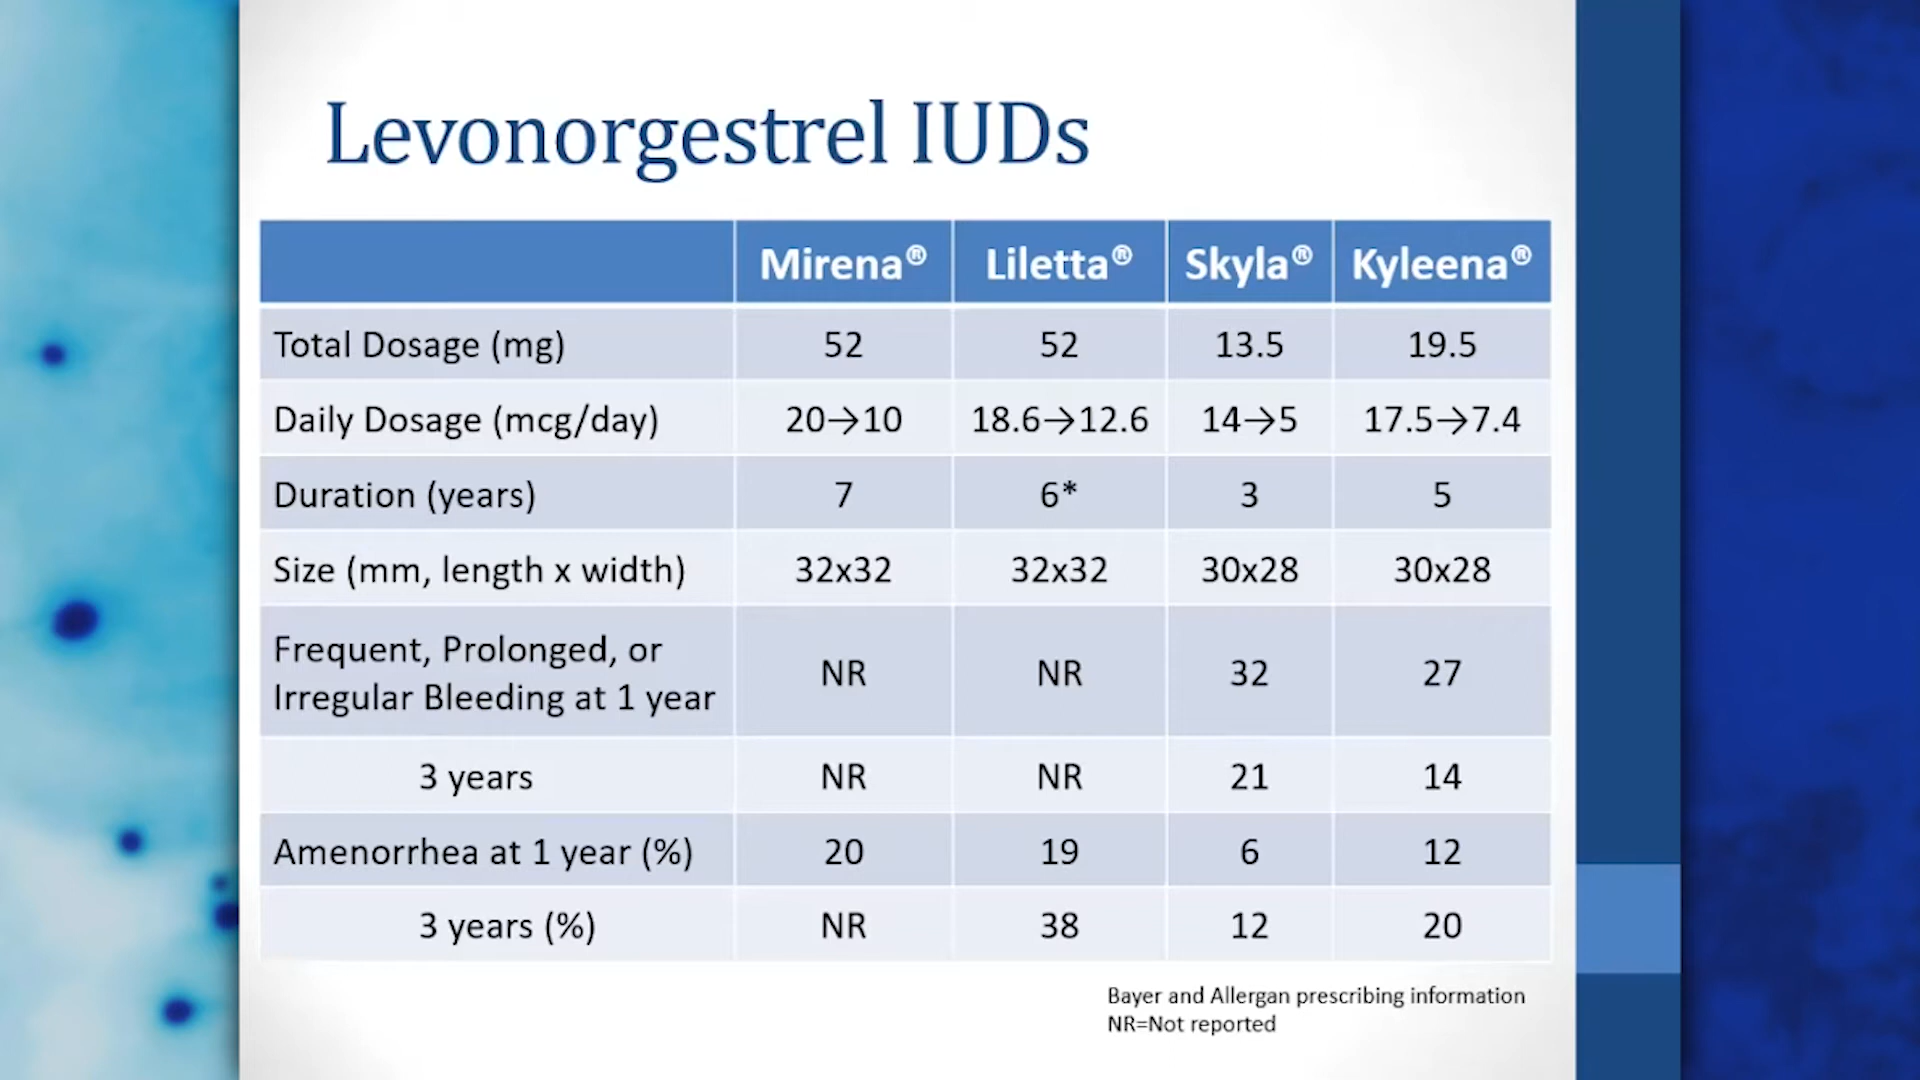 Levonorgestrel IUDs
Mirena® Liletta® Skyla® Kyleena®
Total Dosage (mg) 52 52 13.5 19.5
Daily Dosage (mcg/day) 20→10 18.6→12.6 14→5 17.5→7.4
Duration (years) 7 6* 3 5
Size (mm, length x width) 32x32 32x32 30x28 30x28
Frequent, Prolonged, or
Irregular Bleeding at 1 year NR NR 32 27
3 years NR NR 21 14
Amenorrhea at 1 year (%) 20 19 6 12
3 years (%) NR 38 12 20
Bayer and Allergan prescribing information
NR=Not reported